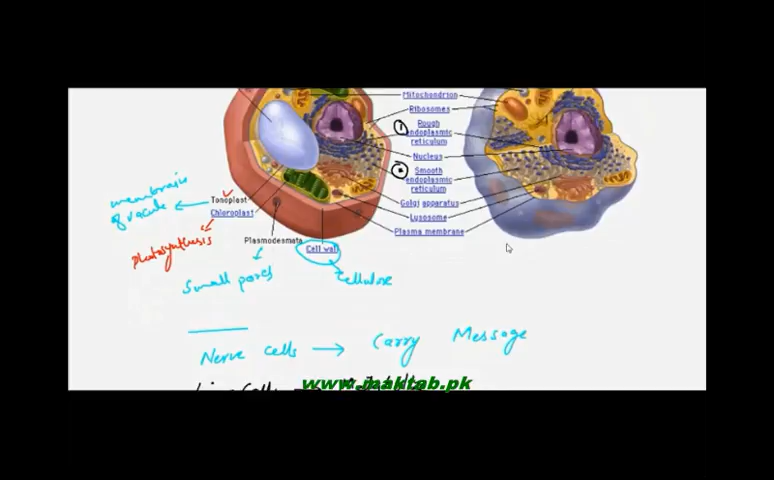 Mitochondrion
Ribosomes
Rough
endoplasmic
reticulum
Nucleus
Smooth
endoplasmic
reticulum
Golgi apparatus
Lysosome
Plasma membrane
membrane
of vacule
Tonoplast
Chloroplast
photosynthesis
Plasmodesmata
Cell wall
Small pores
Cellulose
Nerve cells → Carry Message
www.maktab.pk